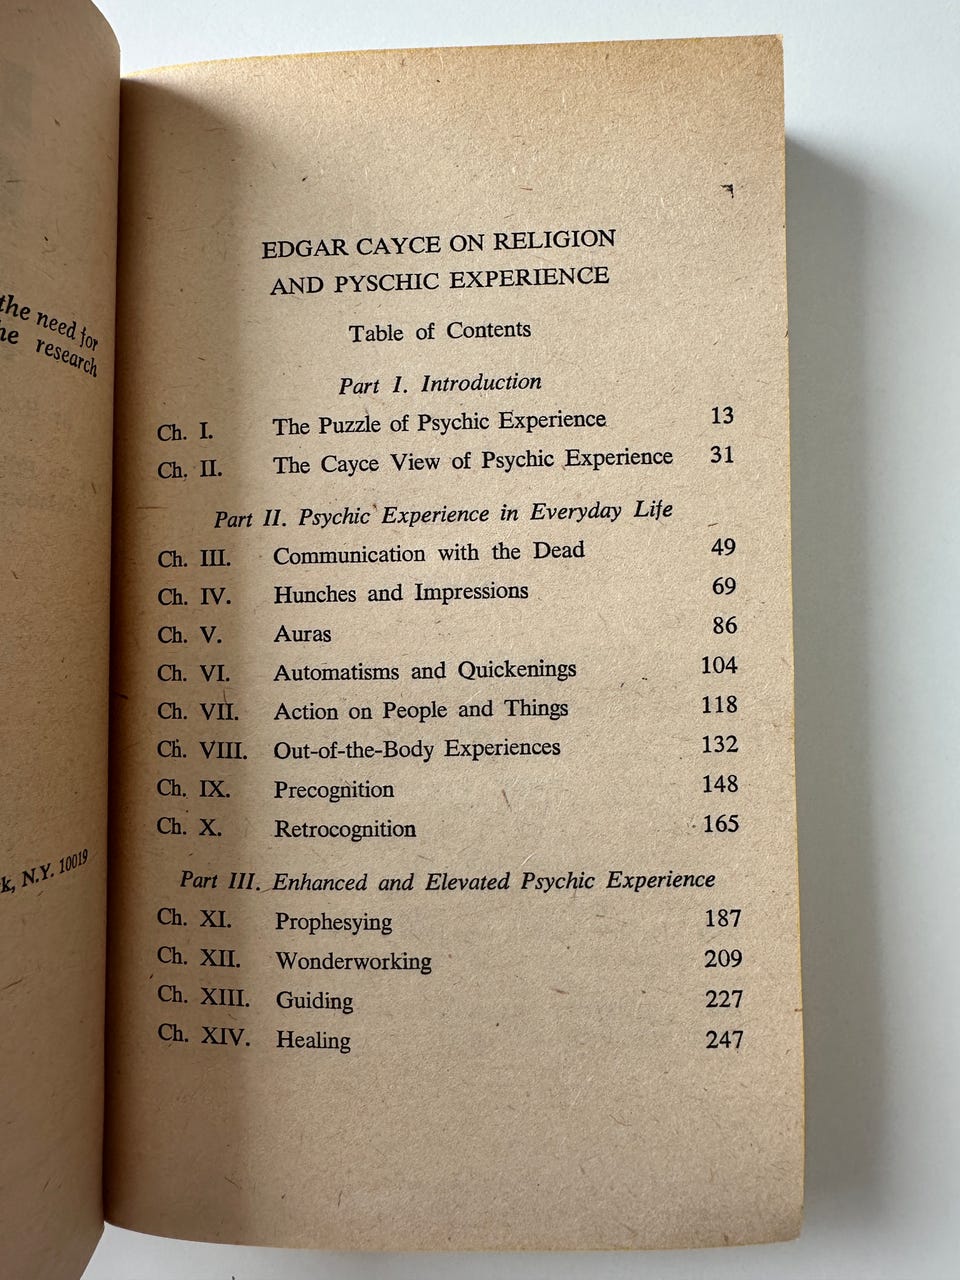 the need for
he research
k, N.Y. 10019
EDGAR CAYCE ON RELIGION
AND PYSCHIC EXPERIENCE
Table of Contents
Part I. Introduction
Ch. I. The Puzzle of Psychic Experience 13
Ch. II. The Cayce View of Psychic Experience 31
Part II. Psychic Experience in Everyday Life
Ch. III. Communication with the Dead 49
Ch. IV. Hunches and Impressions 69
Ch. V. Auras 86
Ch. VI. Automatisms and Quickenings 104
Ch. VII. Action on People and Things 118
Ch. VIII. Out-of-the-Body Experiences 132
Ch. IX. Precognition 148
Ch. X. Retrocognition 165
Part III. Enhanced and Elevated Psychic Experience
Ch. XI. Prophesying 187
Ch. XII. Wonderworking 209
Ch. XIII. Guiding 227
Ch. XIV. Healing 247